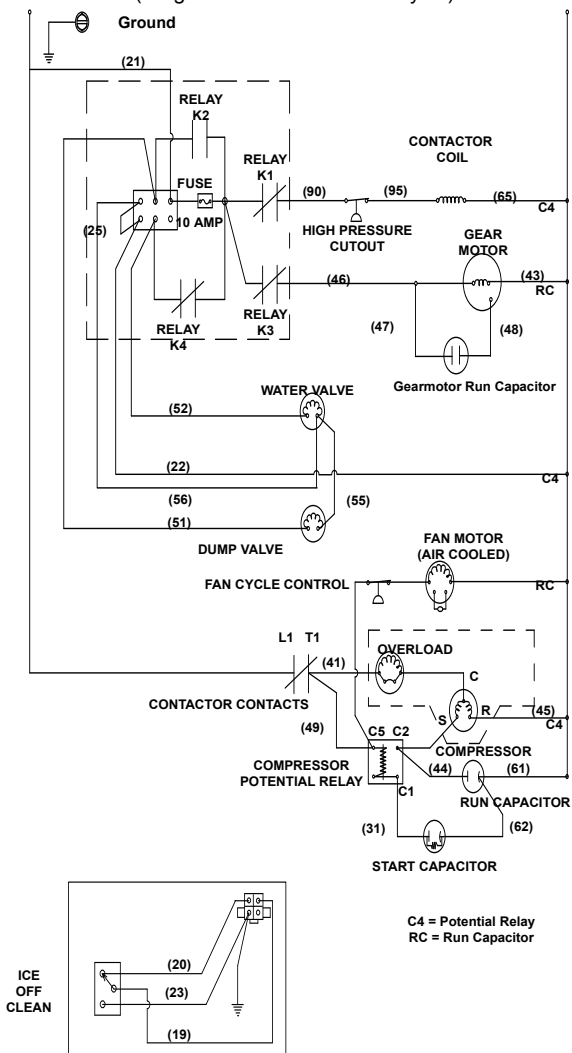 Ground
(21)
RELAY
K2
RELAY
K1
FUSE
10 AMP
(25)
(90)
(95)
CONTACTOR
COIL
(65)
C4
HIGH PRESSURE
CUTOUT
RELAY
K4
RELAY
K3
(46)
GEAR
MOTOR
(43)
RC
(47)
(48)
Gearmotor Run Capacitor
WATER VALVE
(52)
(22)
C4
(56)
(55)
(51)
DUMP VALVE
FAN MOTOR
(AIR COOLED)
FAN CYCLE CONTROL
RC
L1 T1
(41)
OVERLOAD
CONTACTOR CONTACTS
C
S
R
(45)
C4
(49)
C5 C2
COMPRESSOR
COMPRESSOR
POTENTIAL RELAY
(44)
(61)
C1
RUN CAPACITOR
(31)
(62)
START CAPACITOR
C4 = Potential Relay
RC = Run Capacitor
ICE
OFF
CLEAN
(20)
(23)
(19)